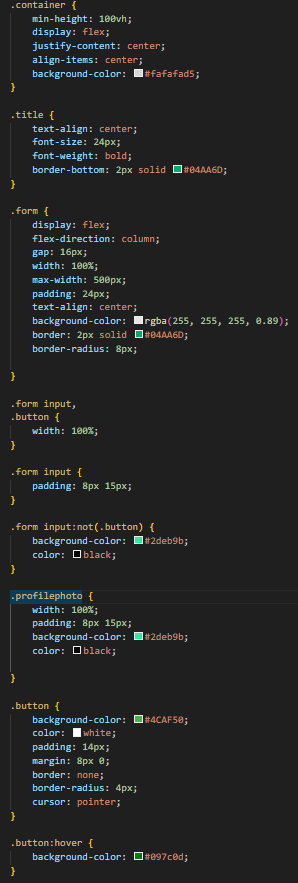 .container {
    min-height: 100vh;
    display: flex;
    justify-content: center;
    align-items: center;
    background-color: #fafafad5;
}

.title {
    text-align: center;
    font-size: 24px;
    font-weight: bold;
    border-bottom: 2px solid #04AA6D;
}

.form {
    display: flex;
    flex-direction: column;
    gap: 16px;
    width: 100%;
    max-width: 500px;
    padding: 24px;
    text-align: center;
    background-color: rgba(255, 255, 255, 0.89);
    border: 2px solid #04AA6D;
    border-radius: 8px;

}

.form input,
.button {
    width: 100%;
}

.form input {
    padding: 8px 15px;
}

.form input:not(.button) {
    background-color: #2deb9b;
    color: black;
}

.profilephoto {
    width: 100%;
    padding: 8px 15px;
    background-color: #2deb9b;
    color: black;

}

.button {
    background-color: #4CAF50;
    color: white;
    padding: 14px;
    margin: 8px 0;
    border: none;
    border-radius: 4px;
    cursor: pointer;
}

.button:hover {
    background-color: #097c0d;
}